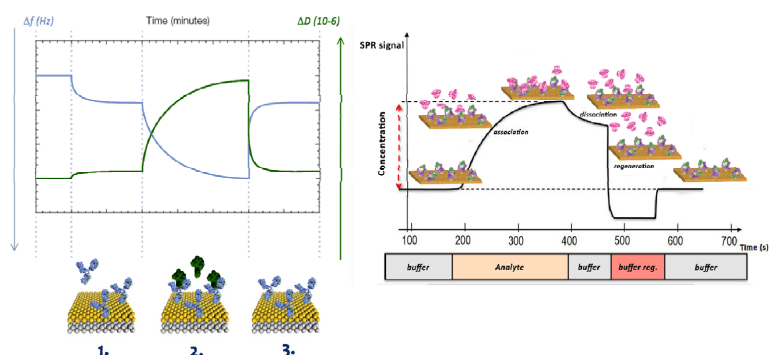 Δf (Hz)
Time (minutes)
ΔD (10-6)
1.
2.
3.
SPR signal
Concentration
association
dissociation
regeneration
100
200
300
400
500
600
700
Time (s)
buffer
Analyte
buffer
buffer reg.
buffer